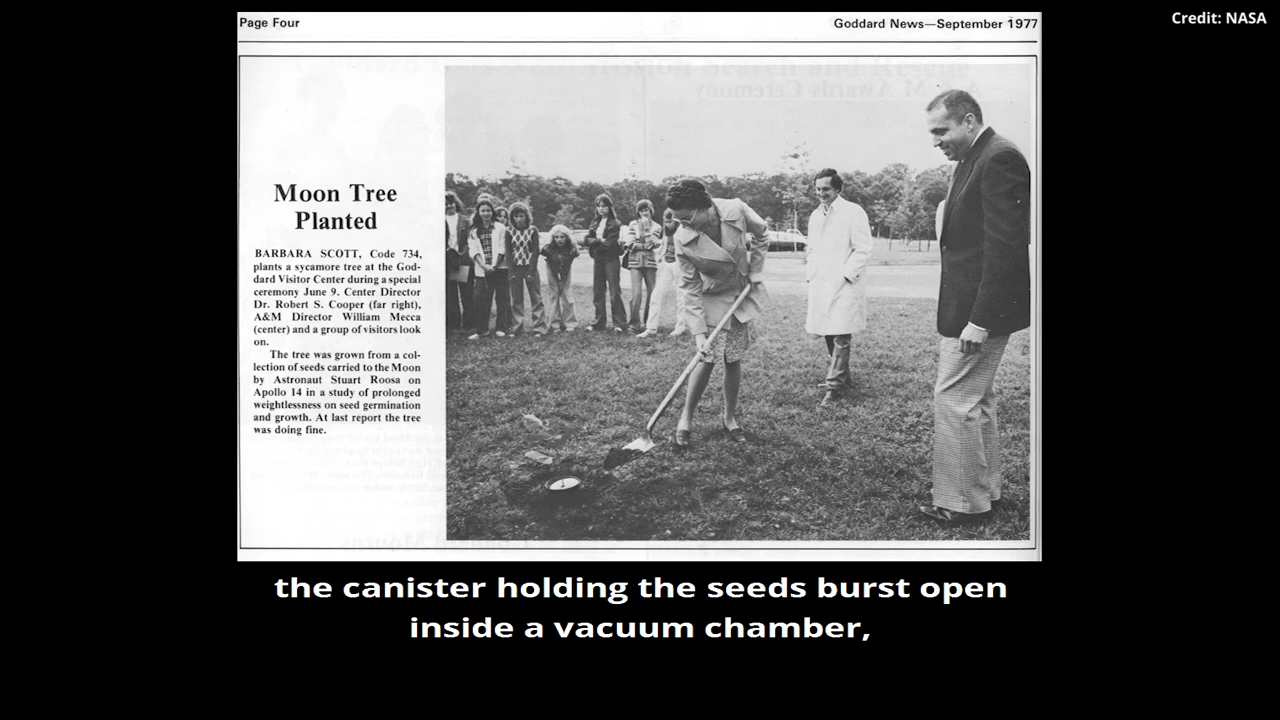 Page Four
Goddard News—September 1977
Credit: NASA
Moon Tree
Planted
BARBARA SCOTT, Code 734,
plants a sycamore tree at the God-
dard Visitor Center during a special
ceremony June 9. Center Director
Dr. Robert S. Cooper (far right),
A&M Director William Mecca
(center) and a group of visitors look
on.
The tree was grown from a col-
lection of seeds carried to the Moon
by Astronaut Stuart Roosa on
Apollo 14 in a study of prolonged
weightlessness on seed germination
and growth. At last report the tree
was doing fine.
the canister holding the seeds burst open
inside a vacuum chamber,